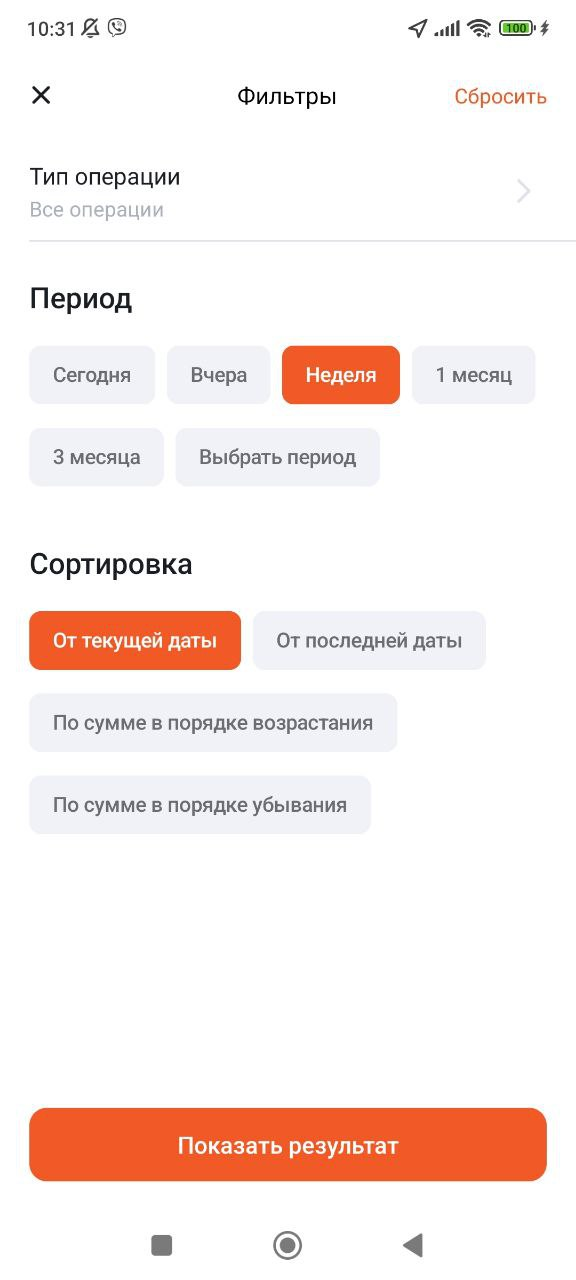 10:31
100
Фильтры
Сбросить
Тип операции
Все операции
Период
Сегодня
Вчера
Неделя
1 месяц
3 месяца
Выбрать период
Сортировка
От текущей даты
От последней даты
По сумме в порядке возрастания
По сумме в порядке убывания
Показать результат